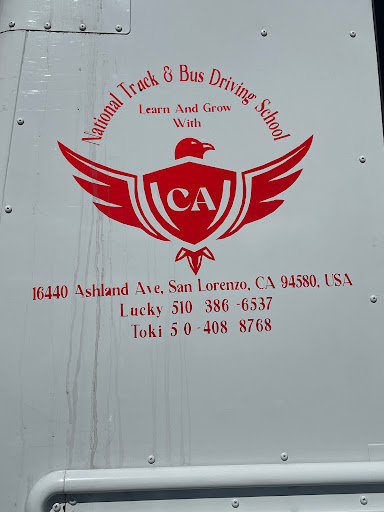 National Truck & Bus Driving School
Learn And Grow
With
CA
16440 Ashland Ave, San Lorenzo, CA 94580, USA
Lucky 510 386 -6537
Toki 5 0 -408 8768